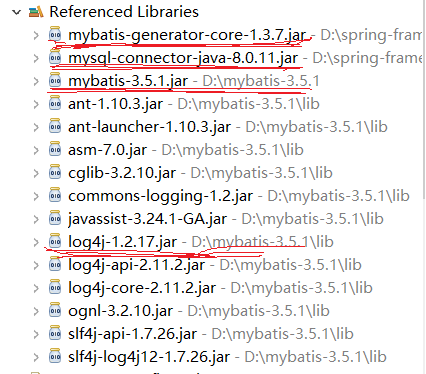 Referenced Libraries
mybatis-generator-core-1.3.7.jar - D:\spring-frame
mysql-connector-java-8.0.11.jar - D:\spring-fram
mybatis-3.5.1.jar - D:\mybatis-3.5.1
ant-1.10.3.jar - D:\mybatis-3.5.1\lib
ant-launcher-1.10.3.jar - D:\mybatis-3.5.1\lib
asm-7.0.jar - D:\mybatis-3.5.1\lib
cglib-3.2.10.jar - D:\mybatis-3.5.1\lib
commons-logging-1.2.jar - D:\mybatis-3.5.1\lib
javassist-3.24.1-GA.jar - D:\mybatis-3.5.1\lib
log4j-1.2.17.jar - D:\mybatis-3.5.1\lib
log4j-api-2.11.2.jar - D:\mybatis-3.5.1\lib
log4j-core-2.11.2.jar - D:\mybatis-3.5.1\lib
ognl-3.2.10.jar - D:\mybatis-3.5.1\lib
slf4j-api-1.7.26.jar - D:\mybatis-3.5.1\lib
slf4j-log4j12-1.7.26.jar - D:\mybatis-3.5.1\lib